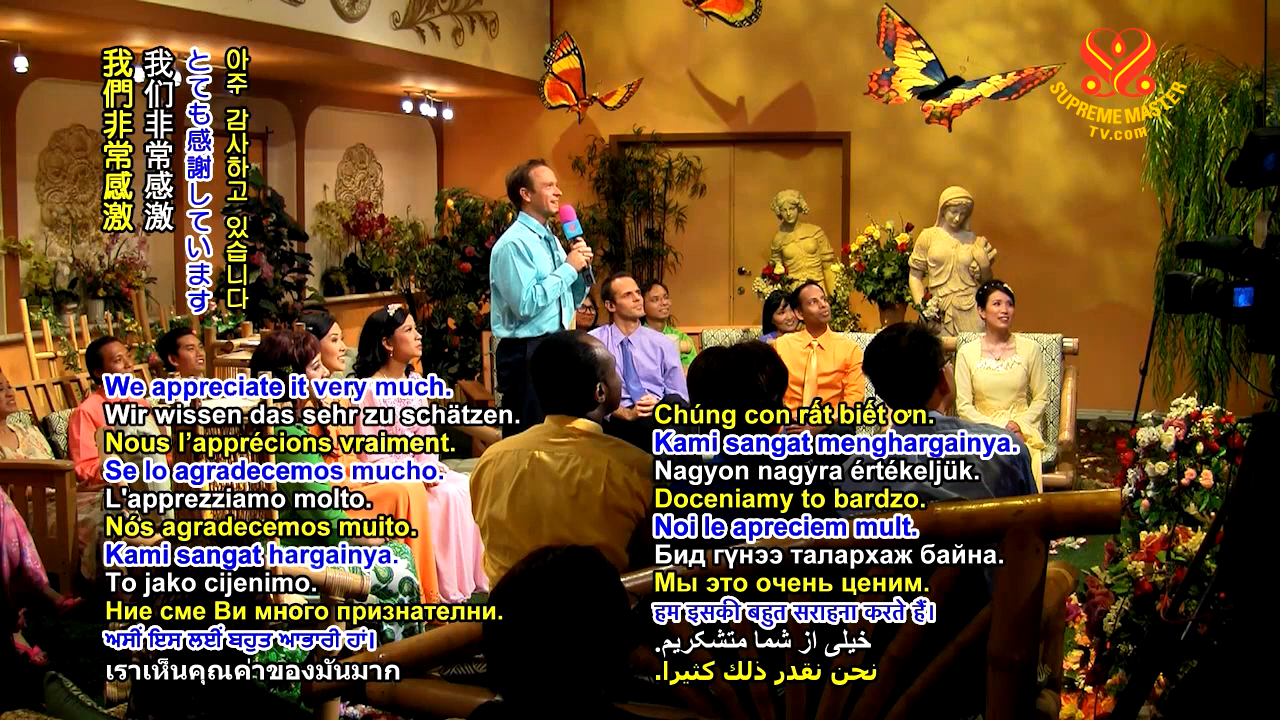 我們非常感激
我们非常感激
とても感謝しています
아주 감사하고 있습니다
SUPREME MASTER
TV.COM
We appreciate it very much.
Wir wissen das sehr zu schätzen.
Nous l’apprécions vraiment.
Se lo agradecemos mucho.
L'apprezziamo molto.
Nós agradecemos muito.
Kami sangat hargainya.
To jako cijenimo.
Ние сме Ви много признателни.
ਅਸੀਂ ਇਸ ਲਈਂ ਬਹੁਤ ਆਭਾਰੀ ਹਾਂ।
เราเห็นคุณค่าของมันมาก
Chúng con rất biết ơn.
Kami sangat menghargainya.
Nagyon nagyra értékeljük.
Doceniamy to bardzo.
Noi le apreciem mult.
Бид гүнээ талархаж байна.
Мы это очень ценим.
हम इसकी बहुत सराहना करते हैं।
خیلی از شما متشکریم.
نحن نقدر ذلك كثيرا.